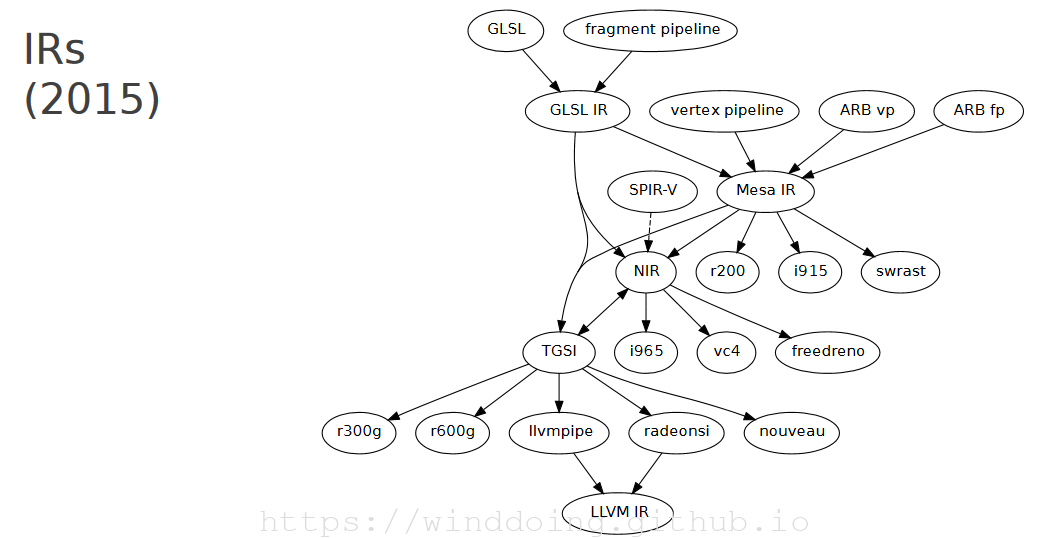 IRs
(2015)
GLSL
fragment pipeline
GLSL IR
vertex pipeline
ARB vp
ARB fp
SPIR-V
Mesa IR
NIR
r200
i915
swrast
TGSI
i965
vc4
freedreno
r300g
r600g
llvmpipe
radeonsi
nouveau
LLVM IR
https://winddoing.github.io